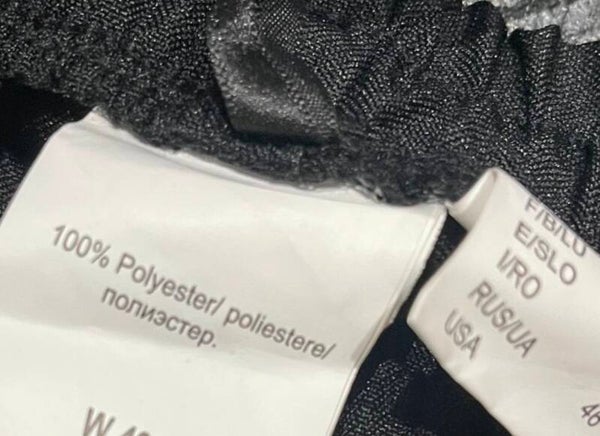 100% Polyester/ poliestere/
полиэстер.
F/B/LU
E/SLO
I/RO
RUS/UA
USA